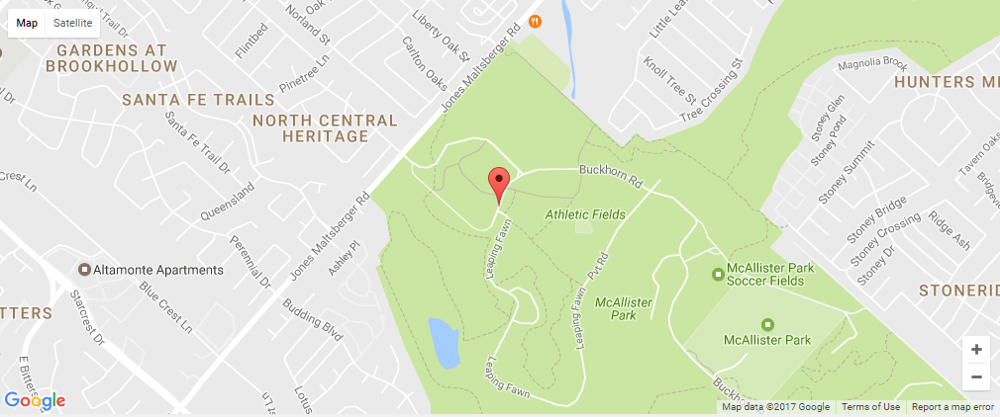 Map
Satellite
Trail Dr
Flintbed
Norland St
Liberty Oak St
Carlton Oaks
Jones Maltsberger Rd
Little Leaf
Knoll Tree St
Tree Crossing St
Magnolia Brook
HUNTERS MI
GARDENS AT
BROOKHOLLOW
Pinetree Ln
SANTA FE TRAILS
Santa Fe Trail Dr
NORTH CENTRAL
HERITAGE
Stoney Glen
Stoney Pond
Stoney Summit
Tavern Oaks
Bridgevie
Crest Ln
Queensland
Buckhorn Rd
Athletic Fields
Stoney Bridge
Stoney Crossing
Stoney Dr
Ridge Ash
Jones Maltsberger Rd
Ashley Pl
Perennial Dr
Leaping Fawn
Pvt Rd
Altamonte Apartments
Blue Crest Ln
Starcrest Dr
Budding Blvd
McAllister Park
Soccer Fields
McAllister
Park
STONERID
TTERS
E Bitters
Leaping Fawn
McAllister Park
Leaping Fawn
Lotus
Buckho
Google
Map data ©2017 Google
Terms of Use
Report a map error